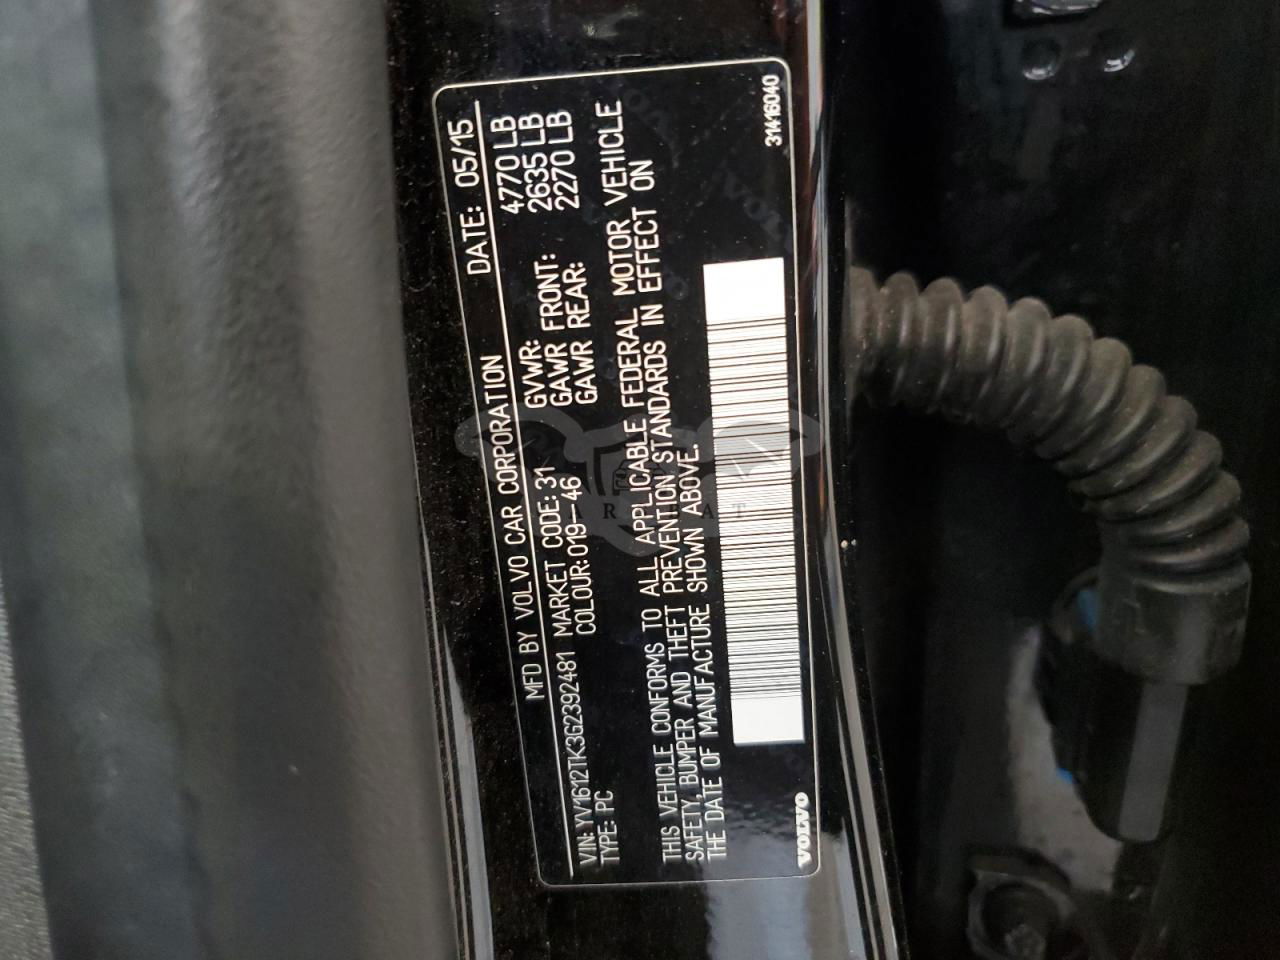 MFD BY VOLVO CAR CORPORATION DATE: 05/15
VIN: YV1612TK3G2392481 MARKET CODE: 31 GVWR: 4770 LB
TYPE: PC COLOUR: 019--46 GAWR FRONT: 2635 LB
GAWR REAR: 2270 LB
THIS VEHICLE CONFORMS TO ALL APPLICABLE FEDERAL MOTOR VEHICLE
SAFETY, BUMPER AND THEFT PREVENTION STANDARDS IN EFFECT ON
THE DATE OF MANUFACTURE SHOWN ABOVE.
VOLVO 31416040